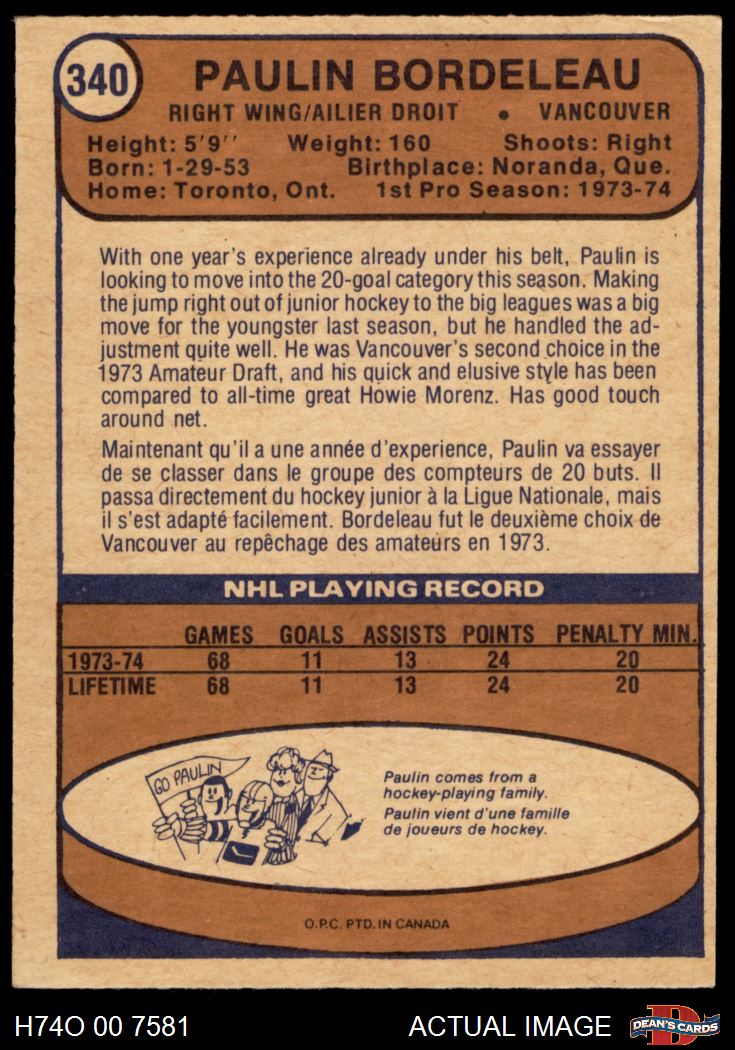 340
PAULIN BORDELEAU
RIGHT WING/AILIER DROIT • VANCOUVER
Height: 5'9'' Weight: 160 Shoots: Right
Born: 1-29-53 Birthplace: Noranda, Que.
Home: Toronto, Ont. 1st Pro Season: 1973-74
With one year's experience already under his belt, Paulin is
looking to move into the 20-goal category this season. Making
the jump right out of junior hockey to the big leagues was a big
move for the youngster last season, but he handled the ad-
justment quite well. He was Vancouver's second choice in the
1973 Amateur Draft, and his quick and elusive style has been
compared to all-time great Howie Morenz. Has good touch
around net.
Maintenant qu'il a une année d'experience, Paulin va essayer
de se classer dans le groupe des compteurs de 20 buts. Il
passa directement du hockey junior à la Ligue Nationale, mais
il s'est adapté facilement. Bordeleau fut le deuxième choix de
Vancouver au repêchage des amateurs en 1973.
NHL PLAYING RECORD
GAMES GOALS ASSISTS POINTS PENALTY MIN.
1973-74 68 11 13 24 20
LIFETIME 68 11 13 24 20
GO PAULIN
Paulin comes from a
hockey-playing family.
Paulin vient d'une famille
de joueurs de hockey.
O.P.C. PTD. IN CANADA
H74O 00 7581 ACTUAL IMAGE DEAN'S CARDS